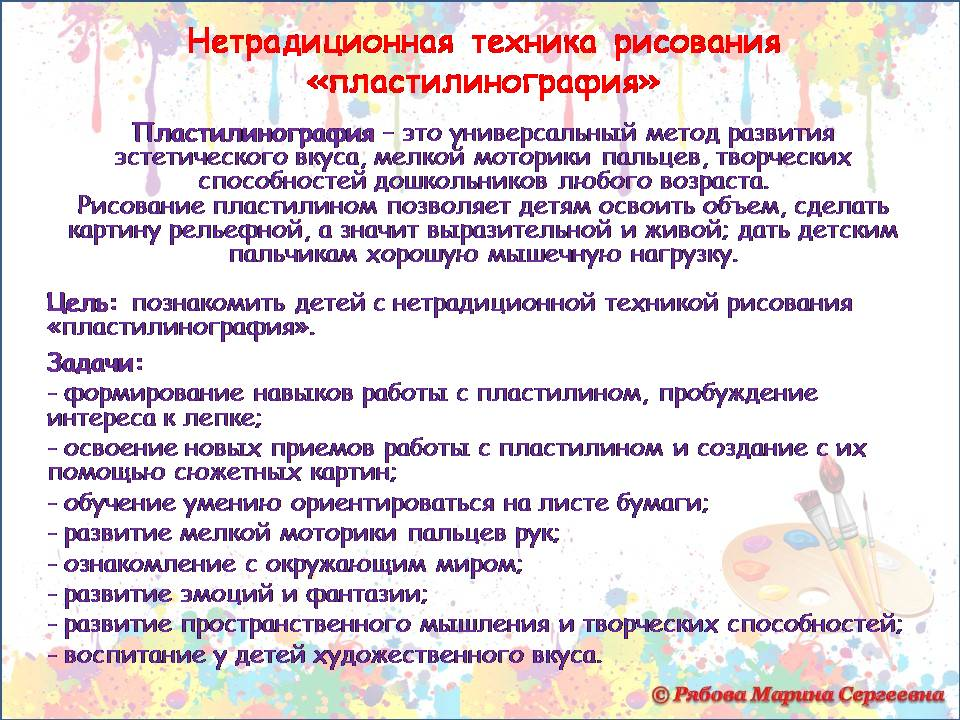 Нетрадиционная техника рисования
«пластилинография»
Пластилинография – это универсальный метод развития
эстетического вкуса, мелкой моторики пальцев, творческих
способностей дошкольников любого возраста.
Рисование пластилином позволяет детям освоить объем, сделать
картину рельефной, а значит выразительной и живой; дать детским
пальчикам хорошую мышечную нагрузку.
Цель: познакомить детей с нетрадиционной техникой рисования
«пластилинография».
Задачи:
- формирование навыков работы с пластилином, пробуждение
интереса к лепке;
- освоение новых приемов работы с пластилином и создание с их
помощью сюжетных картин;
- обучение умению ориентироваться на листе бумаги;
- развитие мелкой моторики пальцев рук;
- ознакомление с окружающим миром;
- развитие эмоций и фантазии;
- развитие пространственного мышления и творческих способностей;
- воспитание у детей художественного вкуса.
© Рябова Марина Сергеевна